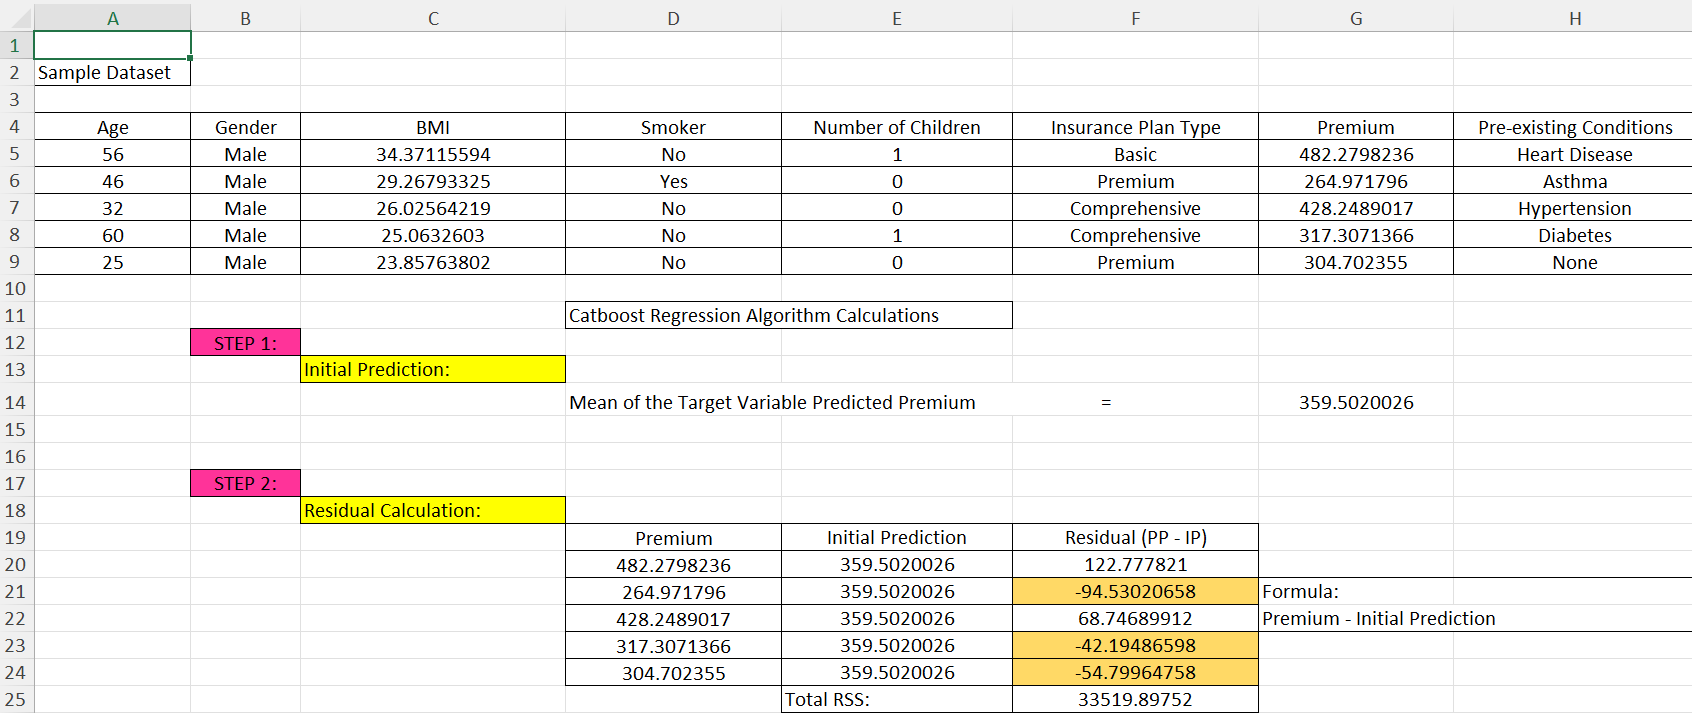 A B C D E F G H
1
2 Sample Dataset
3
4 Age Gender BMI Smoker Number of Children Insurance Plan Type Premium Pre-existing Conditions
5 56 Male 34.37115594 No 1 Basic 482.2798236 Heart Disease
6 46 Male 29.26793325 Yes 0 Premium 264.971796 Asthma
7 32 Male 26.02564219 No 0 Comprehensive 428.2489017 Hypertension
8 60 Male 25.0632603 No 1 Comprehensive 317.3071366 Diabetes
9 25 Male 23.85763802 No 0 Premium 304.702355 None
10
11 Catboost Regression Algorithm Calculations
12 STEP 1:
13 Initial Prediction:
14 Mean of the Target Variable Predicted Premium = 359.5020026
15
16
17 STEP 2:
18 Residual Calculation:
19 Premium Initial Prediction Residual (PP - IP)
20 482.2798236 359.5020026 122.777821
21 264.971796 359.5020026 -94.53020658 Formula:
22 428.2489017 359.5020026 68.74689912 Premium - Initial Prediction
23 317.3071366 359.5020026 -42.19486598
24 304.702355 359.5020026 -54.79964758
25 Total RSS: 33519.89752